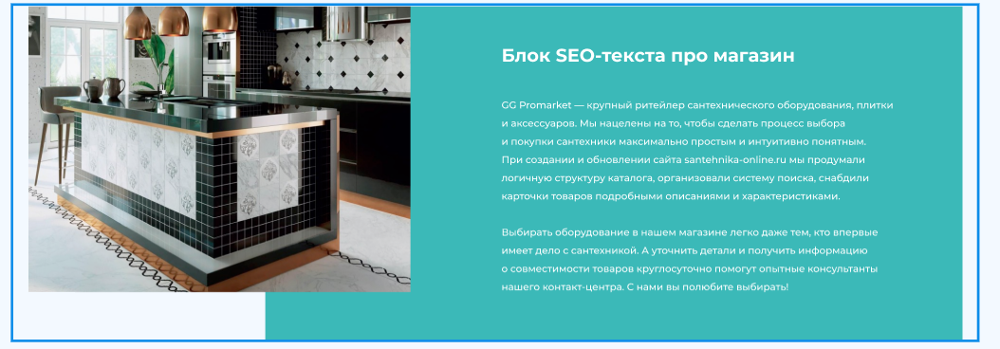 Блок SEO-текста про магазин
GG Promarket — крупный ритейлер сантехнического оборудования, плитки
и аксессуаров. Мы нацелены на то, чтобы сделать процесс выбора
и покупки сантехники максимально простым и интуитивно понятным.
При создании и обновлении сайта santehnika-online.ru мы продумали
логичную структуру каталога, организовали систему поиска, снабдили
карточки товаров подробными описаниями и характеристиками.
Выбирать оборудование в нашем магазине легко даже тем, кто впервые
имеет дело с сантехникой. А уточнить детали и получить информацию
о совместимости товаров круглосуточно помогут опытные консультанты
нашего контакт-центра. С нами вы полюбите выбирать!